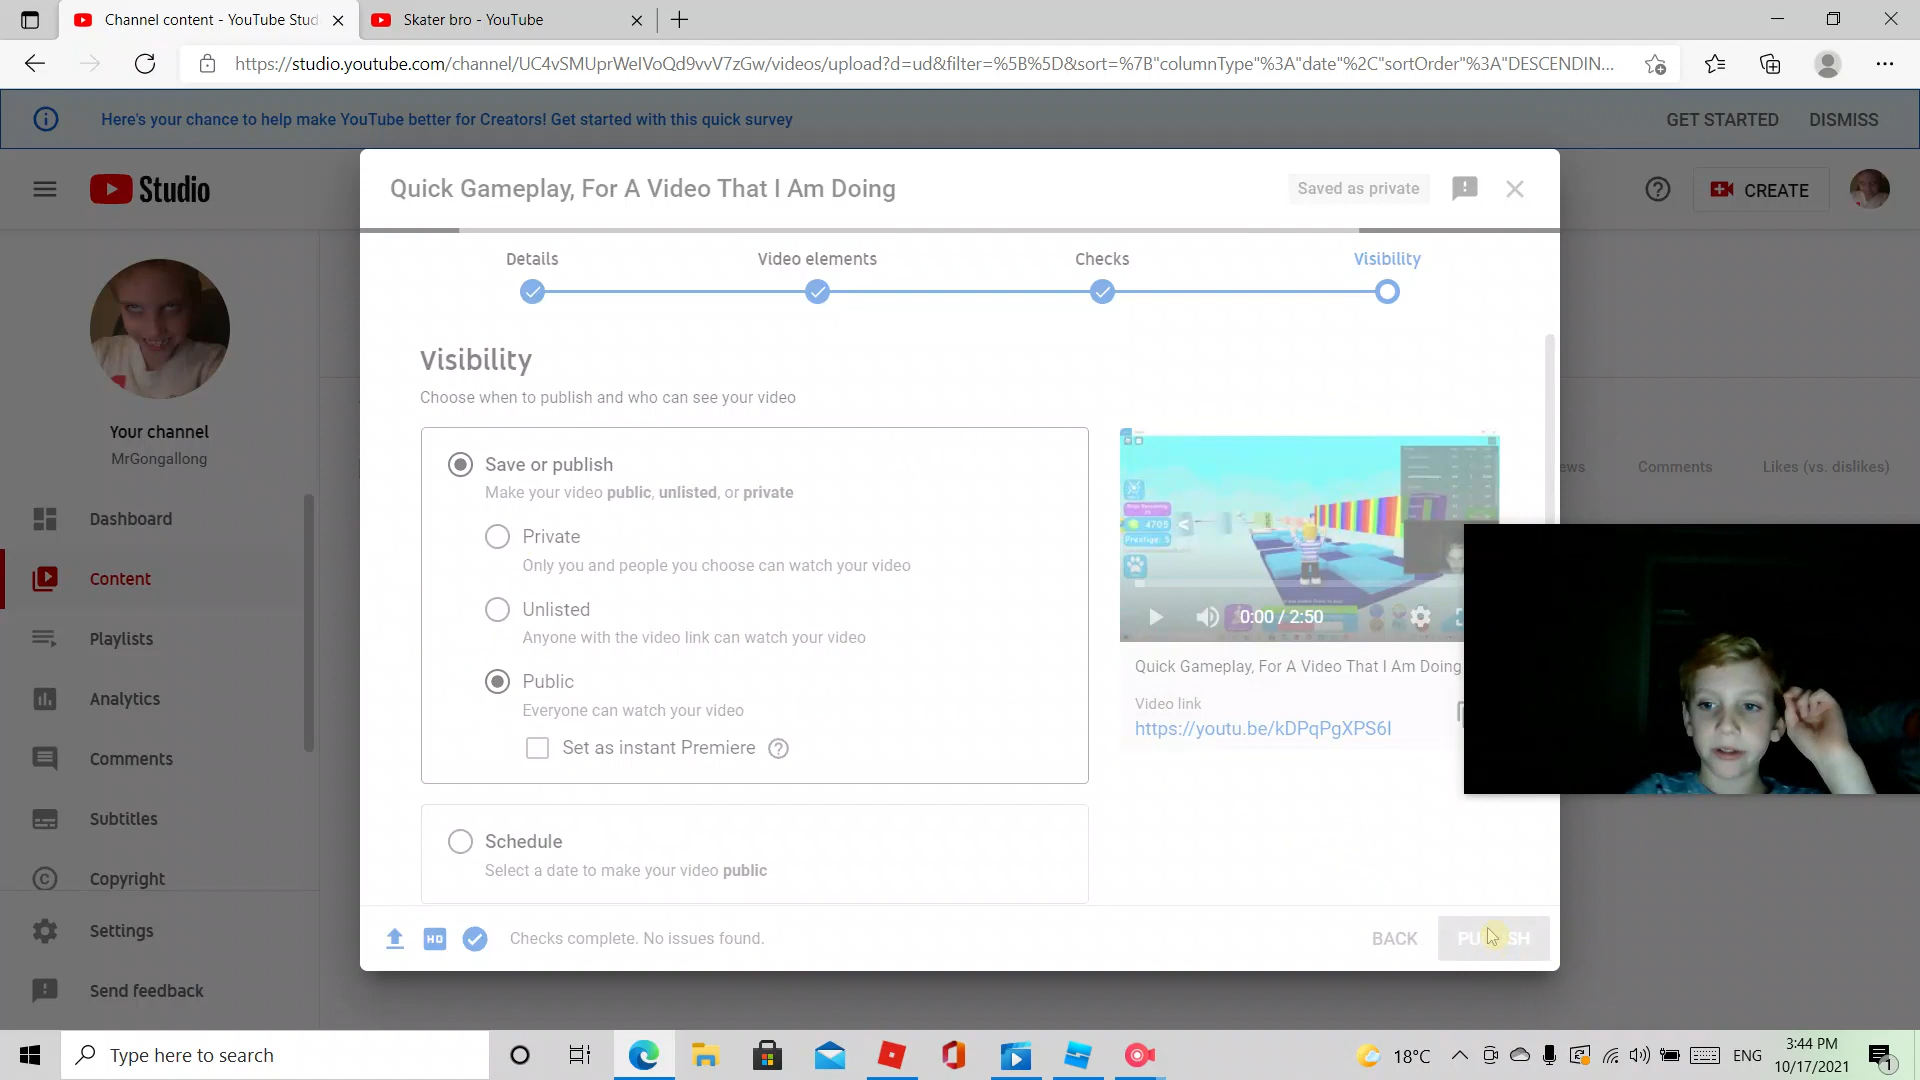 Channel content - YouTube Stud
Skater bro - YouTube
https://studio.youtube.com/channel/UC4vSMUprWeIVoQd9vvV7zGw/videos/upload?d=ud&filter=%5B%5D&sort=%7B"columnType"%3A"date"%2C"sortOrder"%3A"DESCENDIN...
Here's your chance to help make YouTube better for Creators! Get started with this quick survey
GET STARTED
DISMISS
Studio
CREATE
Quick Gameplay, For A Video That I Am Doing
Saved as private
Details
Video elements
Checks
Visibility
Visibility
Choose when to publish and who can see your video
Save or publish
Make your video public, unlisted, or private
Private
Only you and people you choose can watch your video
Unlisted
Anyone with the video link can watch your video
Public
Everyone can watch your video
Set as instant Premiere
Schedule
Select a date to make your video public
4705
Prestige: 5
0:00 / 2:50
Quick Gameplay, For A Video That I Am Doing
Video link
https://youtu.be/kDPqPgXPS6I
HD
Checks complete. No issues found.
BACK
PUBLISH
Your channel
MrGongallong
Dashboard
Content
Playlists
Analytics
Comments
Subtitles
Copyright
Settings
Send feedback
ews
Comments
Likes (vs. dislikes)
Type here to search
18°C
ENG
3:44 PM
10/17/2021
1